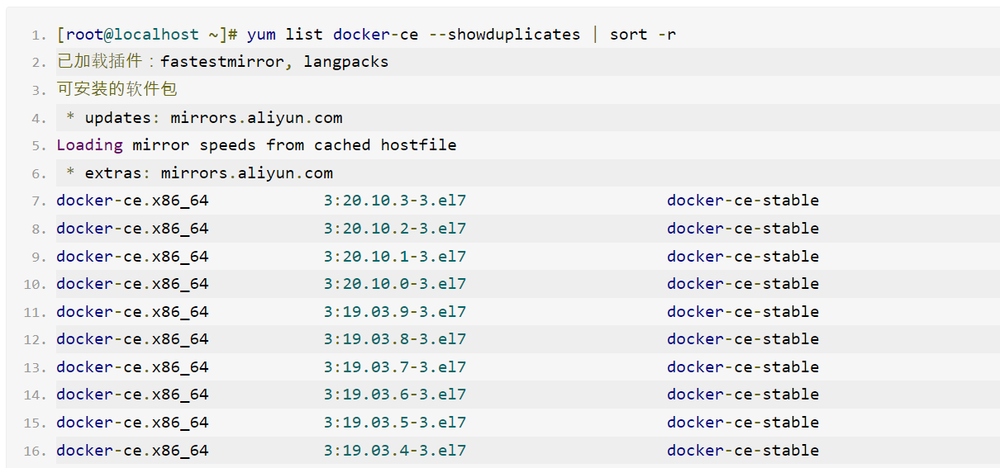 1. [root@localhost ~]# yum list docker-ce --showduplicates | sort -r
2. 已加载插件：fastestmirror, langpacks
3. 可安装的软件包
4. * updates: mirrors.aliyun.com
5. Loading mirror speeds from cached hostfile
6. * extras: mirrors.aliyun.com
7. docker-ce.x86_64 3:20.10.3-3.el7 docker-ce-stable
8. docker-ce.x86_64 3:20.10.2-3.el7 docker-ce-stable
9. docker-ce.x86_64 3:20.10.1-3.el7 docker-ce-stable
10. docker-ce.x86_64 3:20.10.0-3.el7 docker-ce-stable
11. docker-ce.x86_64 3:19.03.9-3.el7 docker-ce-stable
12. docker-ce.x86_64 3:19.03.8-3.el7 docker-ce-stable
13. docker-ce.x86_64 3:19.03.7-3.el7 docker-ce-stable
14. docker-ce.x86_64 3:19.03.6-3.el7 docker-ce-stable
15. docker-ce.x86_64 3:19.03.5-3.el7 docker-ce-stable
16. docker-ce.x86_64 3:19.03.4-3.el7 docker-ce-stable